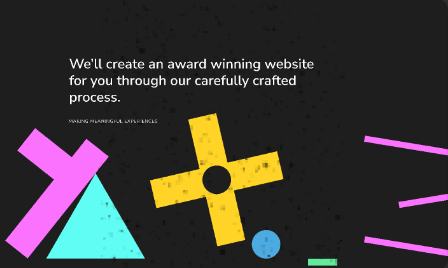 We'll create an award winning website
for you through our carefully crafted
process.
MAKING MEANINGFUL EXPERIENCES